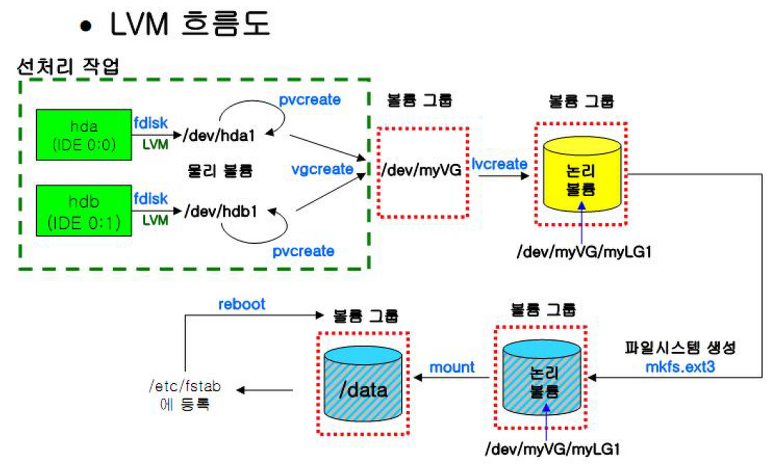 • LVM 흐름도
선처리 작업
hda
(IDE 0:0)
fdisk
LVM
/dev/hda1
pvcreate
물리 볼륨
vgcreate
hdb
(IDE 0:1)
fdisk
LVM
/dev/hdb1
pvcreate
볼륨 그룹
/dev/myVG
lvcreate
볼륨 그룹
논리
볼륨
/dev/myVG/myLG1
파일시스템 생성
mkfs.ext3
볼륨 그룹
논리
볼륨
/dev/myVG/myLG1
mount
볼륨 그룹
/data
/etc/fstab
에 등록
reboot